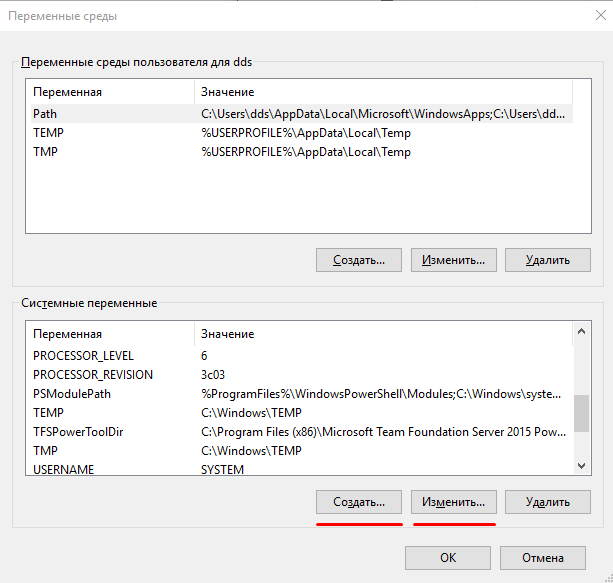 Переменные среды
Переменные среды пользователя для dds
Переменная Значение
Path C:\Users\dds\AppData\Local\Microsoft\WindowsApps;C:\Users\dd...
TEMP %USERPROFILE%\AppData\Local\Temp
TMP %USERPROFILE%\AppData\Local\Temp
Создать... Изменить... Удалить
Системные переменные
Переменная Значение
PROCESSOR_LEVEL 6
PROCESSOR_REVISION 3c03
PSModulePath %ProgramFiles%\WindowsPowerShell\Modules;C:\Windows\syste...
TEMP C:\Windows\TEMP
TFSPowerToolDir C:\Program Files (x86)\Microsoft Team Foundation Server 2015 Pow...
TMP C:\Windows\TEMP
USERNAME SYSTEM
Создать... Изменить... Удалить
ОК Отмена